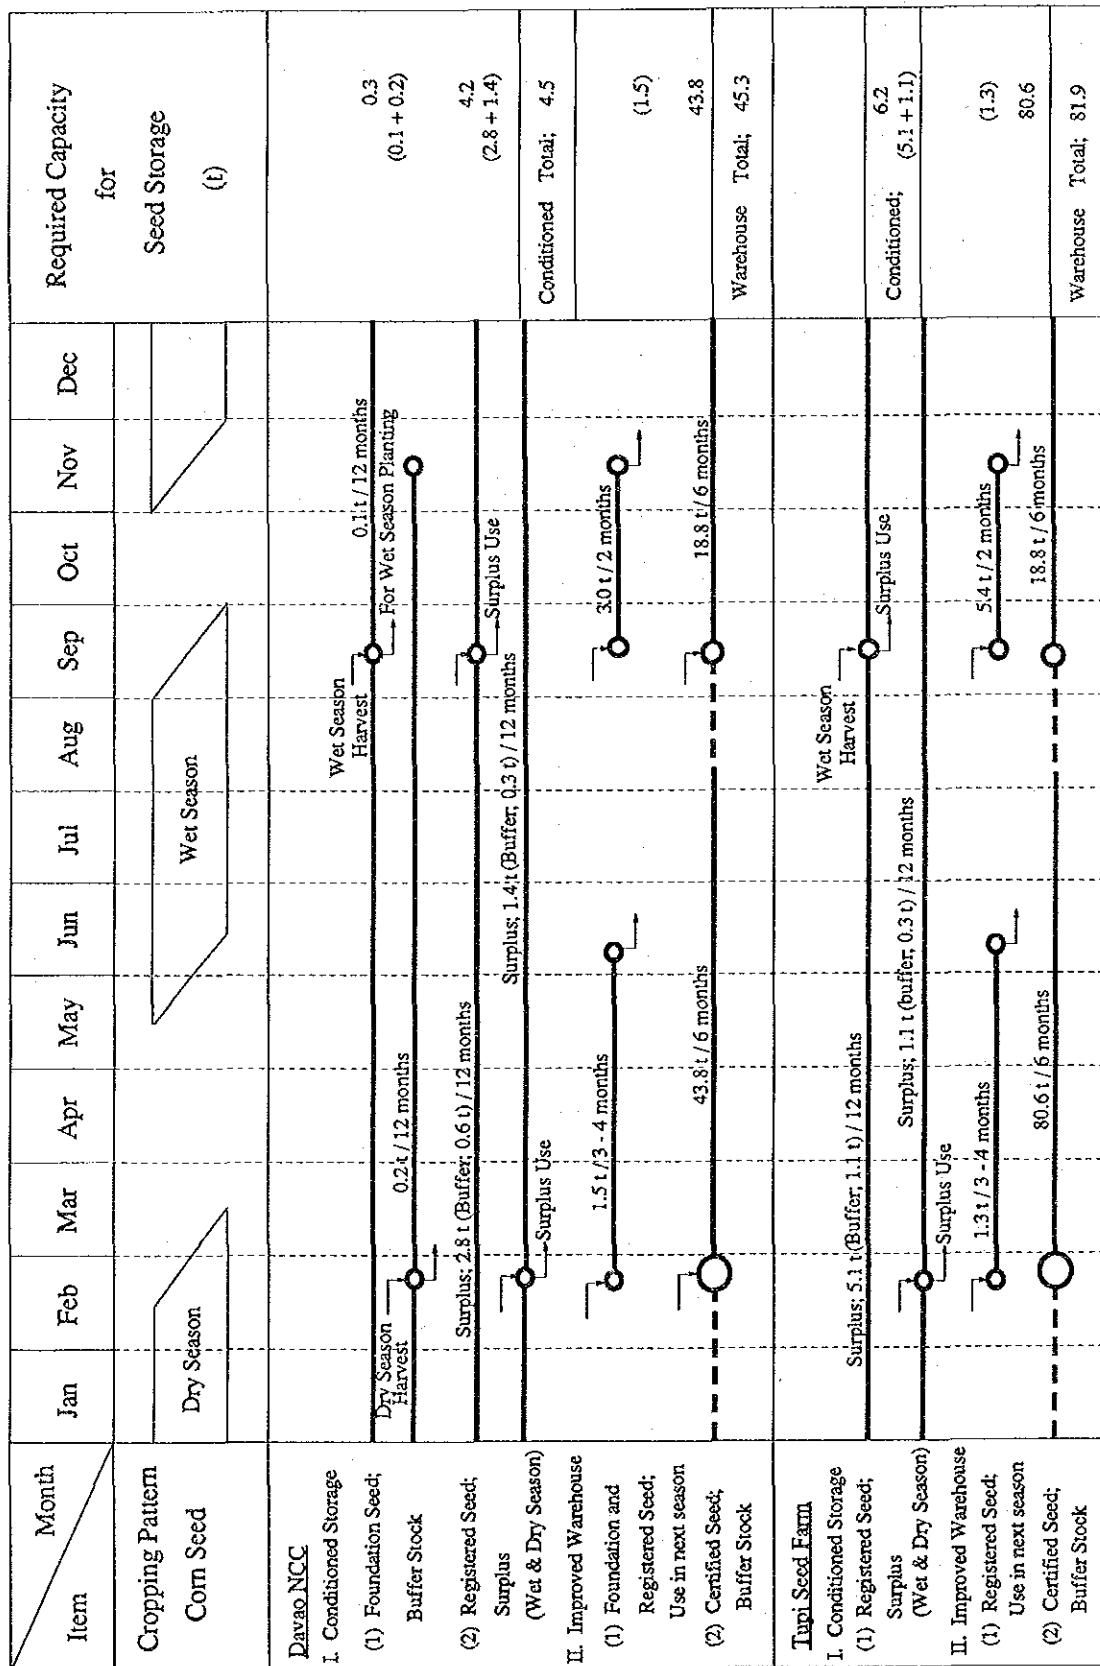 Month
Item
Jan
Feb
Mar
Apr
May
Jun
Jul
Aug
Sep
Oct
Nov
Dec
Required Capacity
for
Seed Storage
(t)
Cropping Pattern
Corn Seed
Dry Season
Wet Season
Davao NCC
I. Conditioned Storage
(1) Foundation Seed;
Buffer Stock
Dry Season
Harvest
Wet Season
Harvest
0.1 t / 12 months
For Wet Season Planting
0.2 t / 12 months
0.3
(0.1 + 0.2)
(2) Registered Seed;
Surplus
(Wet & Dry Season)
Surplus; 2.8 t (Buffer; 0.6 t) / 12 months
Surplus Use
Surplus; 1.4 t (Buffer; 0.3 t) / 12 months
Surplus Use
4.2
(2.8 + 1.4)
Conditioned Total; 4.5
II. Improved Warehouse
(1) Foundation and
Registered Seed;
Use in next season
1.5 t / 3 - 4 months
3.0 t / 2 months
(1.5)
(2) Certified Seed;
Buffer Stock
43.8 t / 6 months
18.8 t / 6 months
43.8
Warehouse Total; 45.3
Tupi Seed Farm
I. Conditioned Storage
(1) Registered Seed;
Surplus
(Wet & Dry Season)
Wet Season
Harvest
Surplus; 5.1 t (Buffer; 1.1 t) / 12 months
Surplus Use
Surplus; 1.1 t (buffer, 0.3 t) / 12 months
Surplus Use
Conditioned; 6.2
(5.1 + 1.1)
II. Improved Warehouse
(1) Registered Seed;
Use in next season
1.3 t / 3 - 4 months
5.4 t / 2 months
(1.3)
(2) Certified Seed;
Buffer Stock
80.6 t / 6 months
18.8 t / 6 months
80.6
Warehouse Total; 81.9